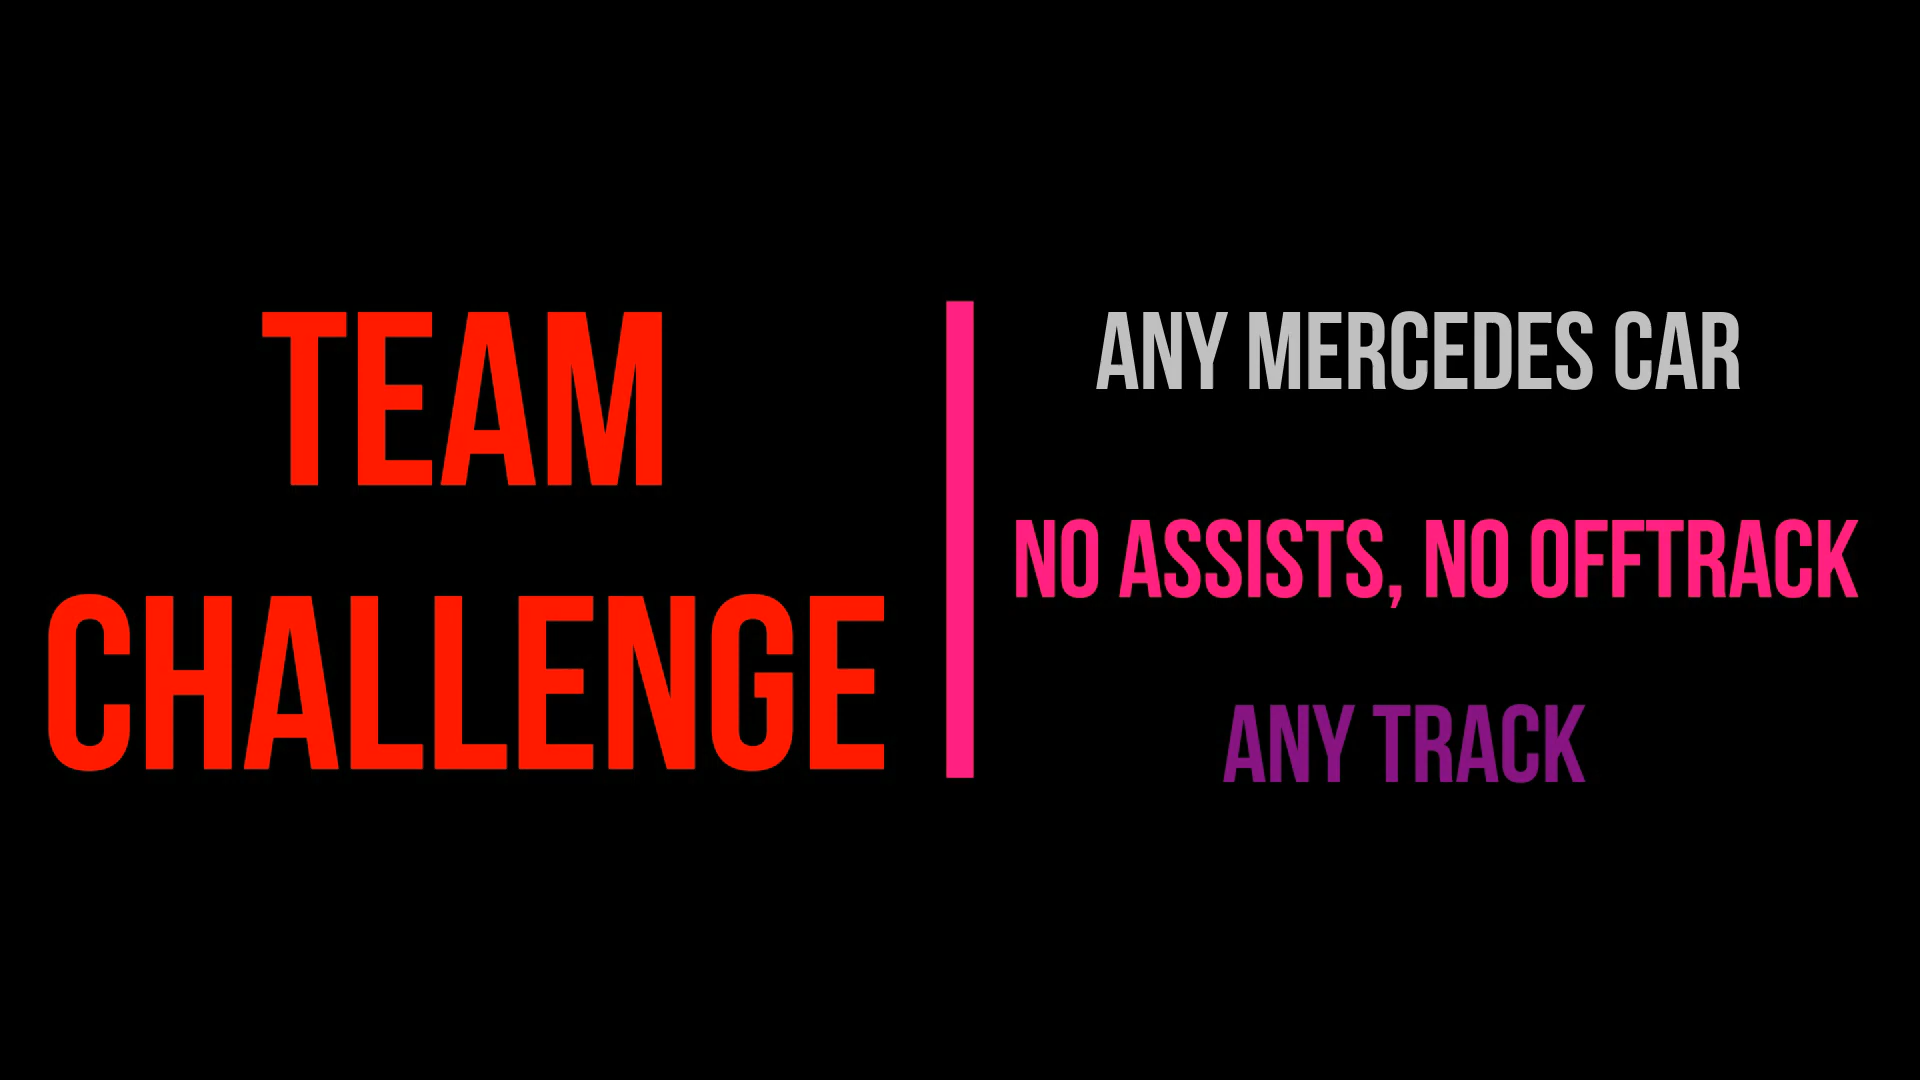 TEAM
CHALLENGE
ANY MERCEDES CAR
NO ASSISTS, NO OFFTRACK
ANY TRACK